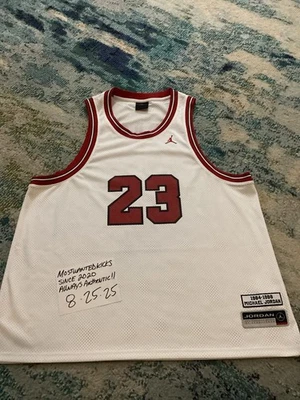 23
MOSTWANTEDKICKS
SINCE 2020
ALWAYS AUTHENTIC!!
8-25-25
1984-1998
MICHAEL JORDAN
JORDAN